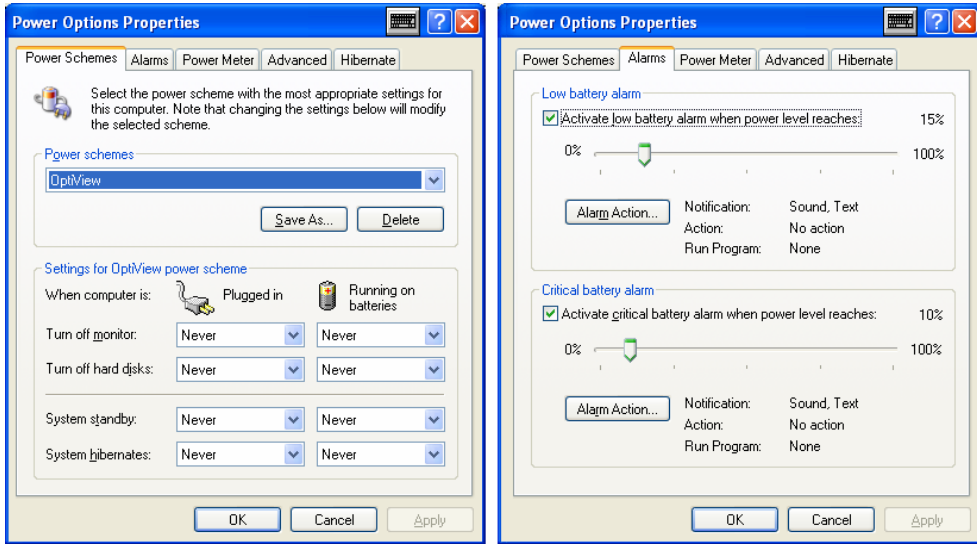 Power Options Properties
Power Schemes Alarms Power Meter Advanced Hibernate
Select the power scheme with the most appropriate settings for
this computer. Note that changing the settings below will modify
the selected scheme.
Power schemes
OptiView
Save As... Delete
Settings for OptiView power scheme
When computer is: Plugged in Running on
batteries
Turn off monitor: Never Never
Turn off hard disks: Never Never
System standby: Never Never
System hibernates: Never Never
OK Cancel Apply
Power Options Properties
Power Schemes Alarms Power Meter Advanced Hibernate
Low battery alarm
Activate low battery alarm when power level reaches: 15%
0% 100%
Alarm Action... Notification: Sound, Text
Action: No action
Run Program: None
Critical battery alarm
Activate critical battery alarm when power level reaches: 10%
0% 100%
Alarm Action... Notification: Sound, Text
Action: No action
Run Program: None
OK Cancel Apply